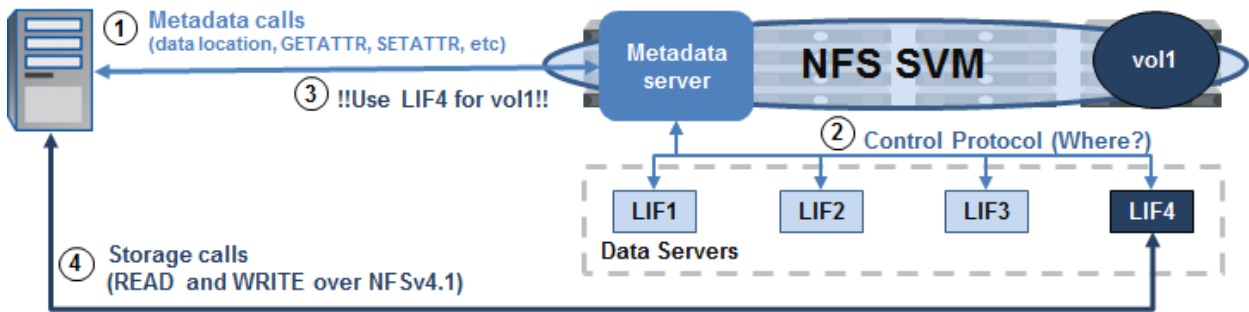 1 Metadata calls
(data location, GETATTR, SETATTR, etc)
Metadata
server
NFS SVM
vol1
3 !!Use LIF4 for vol1!!
2 Control Protocol (Where?)
LIF1
LIF2
LIF3
LIF4
Data Servers
4 Storage calls
(READ and WRITE over NFSv4.1)